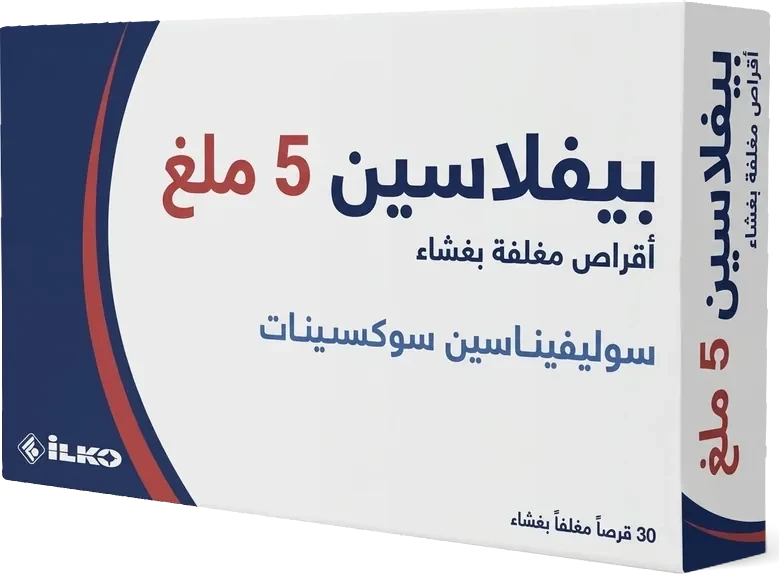 بيفلاسين 5 ملغ
أقراص مغلفة بغشاء
سوليفيناسين سوكسينات
İLKO
30 قرصاً مغلفاً بغشاء
بيفلاسين 5 ملغ
أقراص مغلفة بغشاء